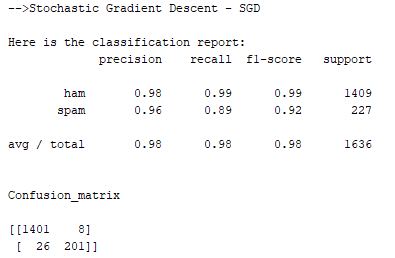 -->Stochastic Gradient Descent - SGD
Here is the classification report:
precision recall f1-score support
ham 0.98 0.99 0.99 1409
spam 0.96 0.89 0.92 227
avg / total 0.98 0.98 0.98 1636
Confusion_matrix
[[1401 8]
[ 26 201]]